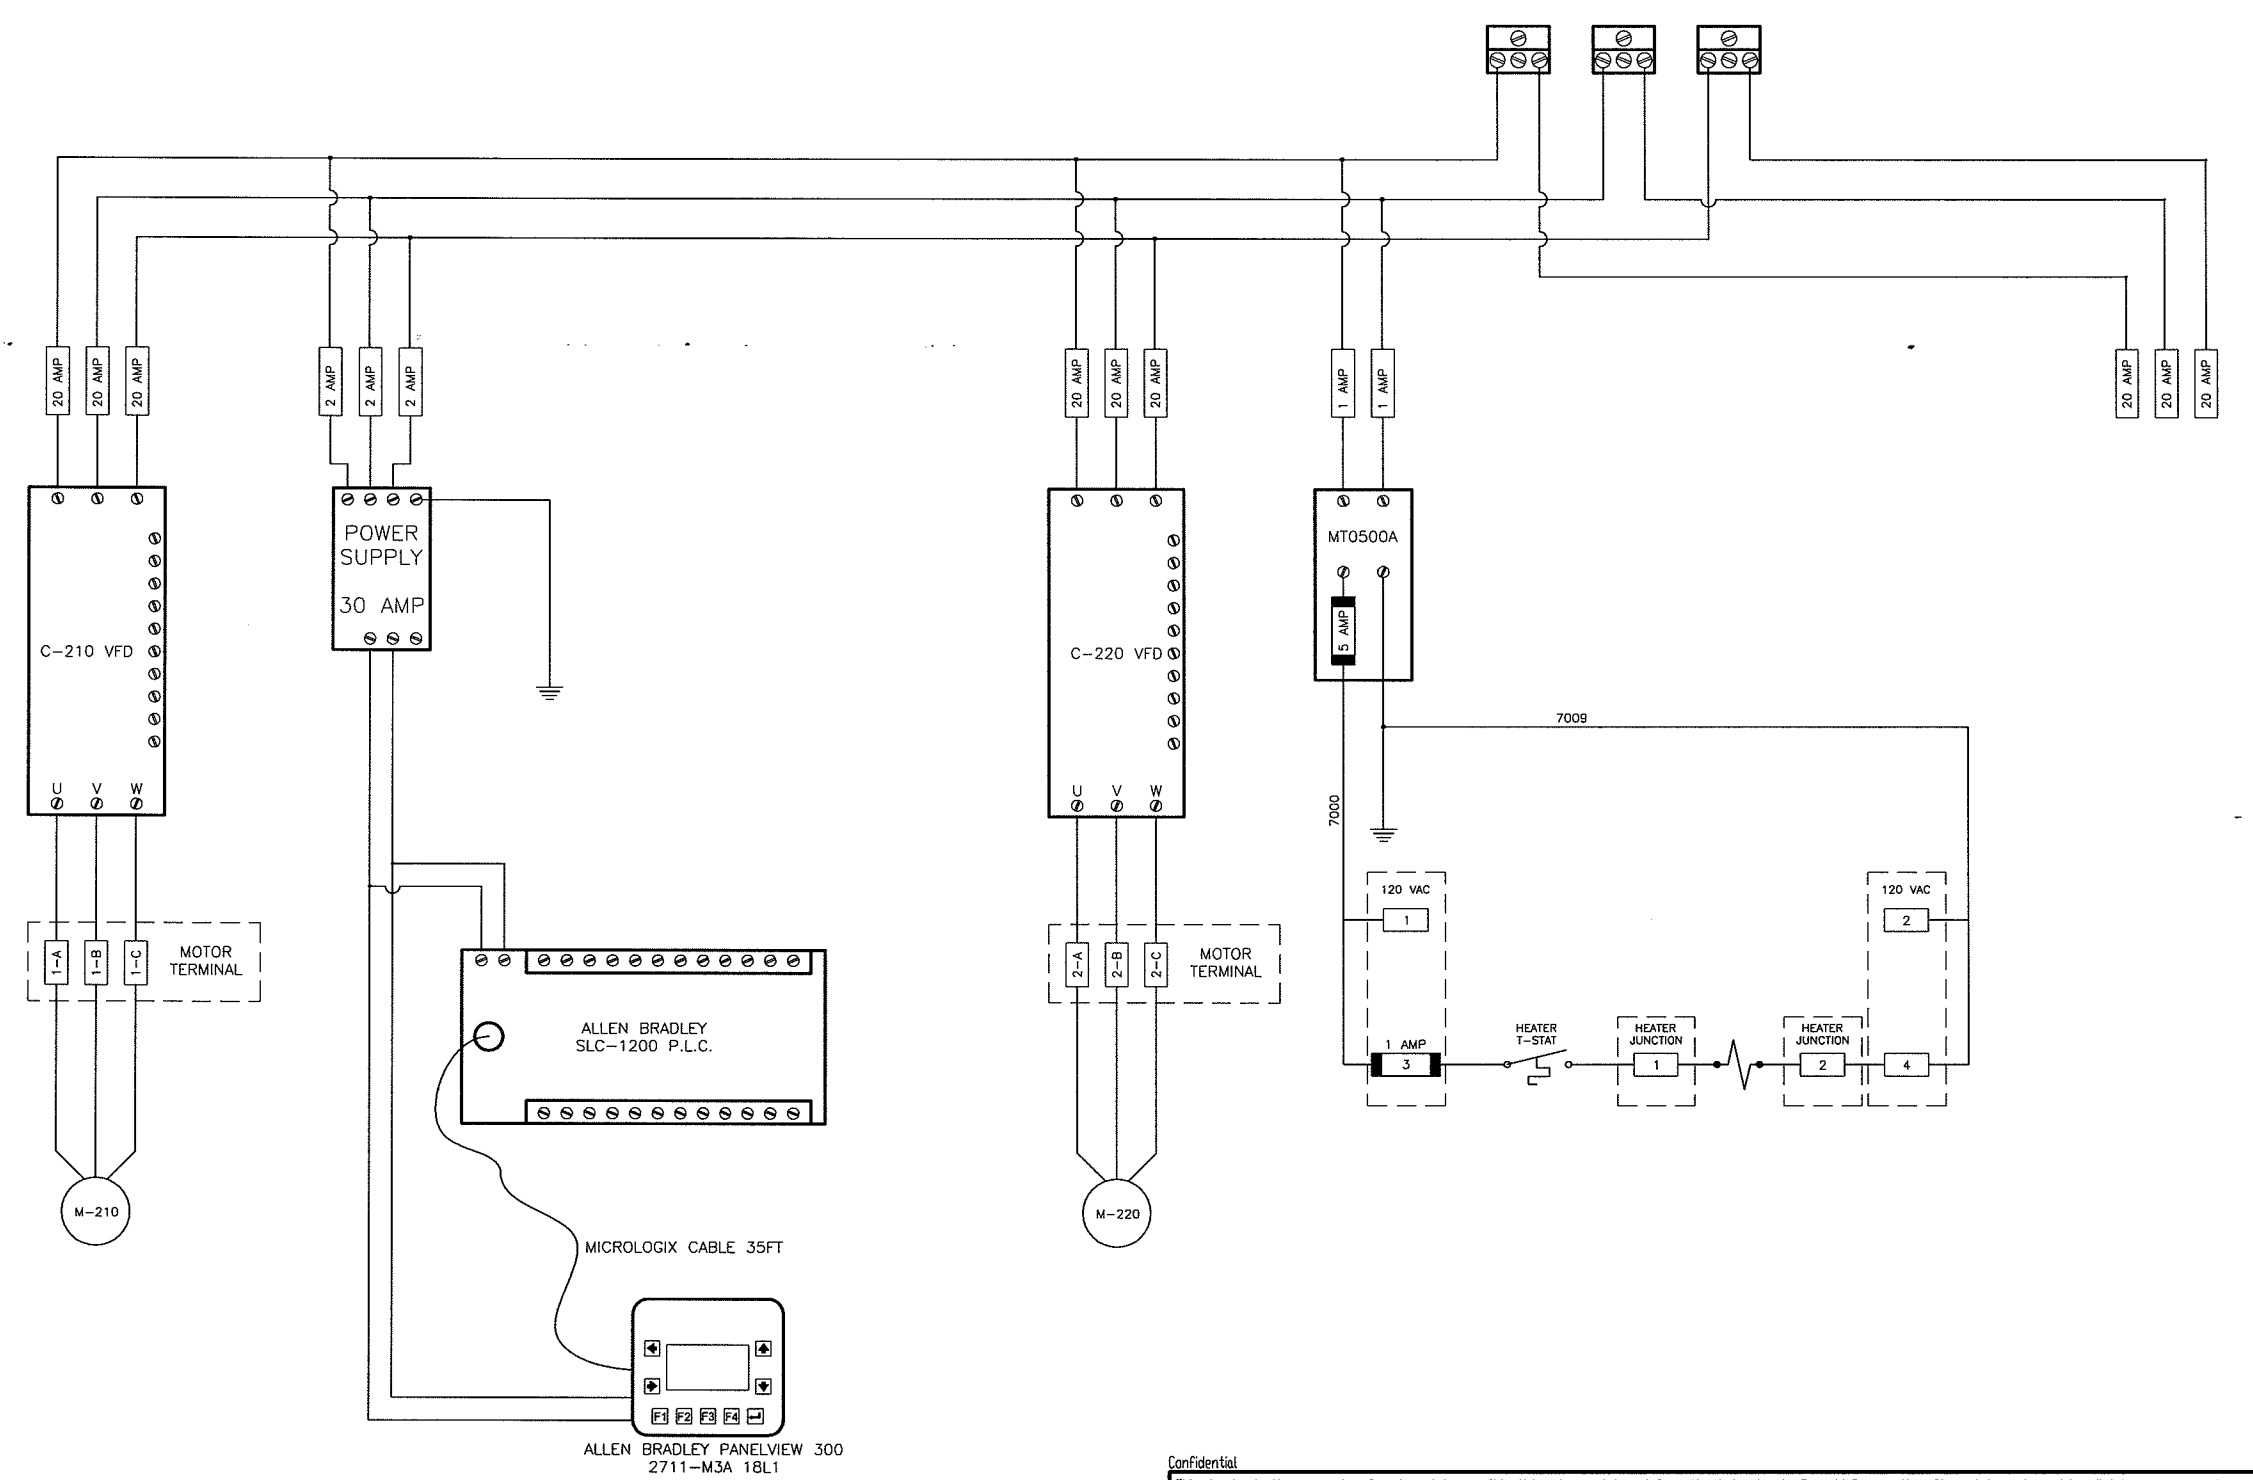 20 AMP
20 AMP
20 AMP
2 AMP
2 AMP
2 AMP
20 AMP
20 AMP
20 AMP
1 AMP
1 AMP
20 AMP
20 AMP
20 AMP
C-210 VFD
U V W
POWER
SUPPLY
30 AMP
C-220 VFD
U V W
MT0500A
5 AMP
7009
7000
120 VAC
1
120 VAC
2
1-A
1-B
1-C
MOTOR
TERMINAL
2-A
2-B
2-C
MOTOR
TERMINAL
ALLEN BRADLEY
SLC-1200 P.L.C.
1 AMP
3
HEATER
T-STAT
HEATER
JUNCTION
1
HEATER
JUNCTION
2
4
M-210
M-220
MICROLOGIX CABLE 35FT
F1 F2 F3 F4
ALLEN BRADLEY PANELVIEW 300
2711-M3A 18L1
Confidential